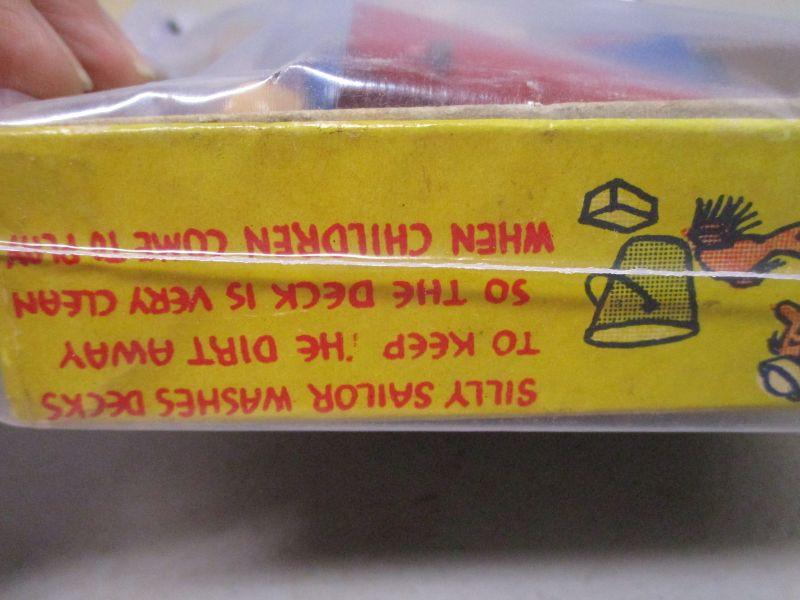 SILLY SAILOR WASHES DECKS
TO KEEP HE DIRT AWAY
SO THE DECK IS VERY CLEAN
WHEN CHILDREN COME TO PLAY